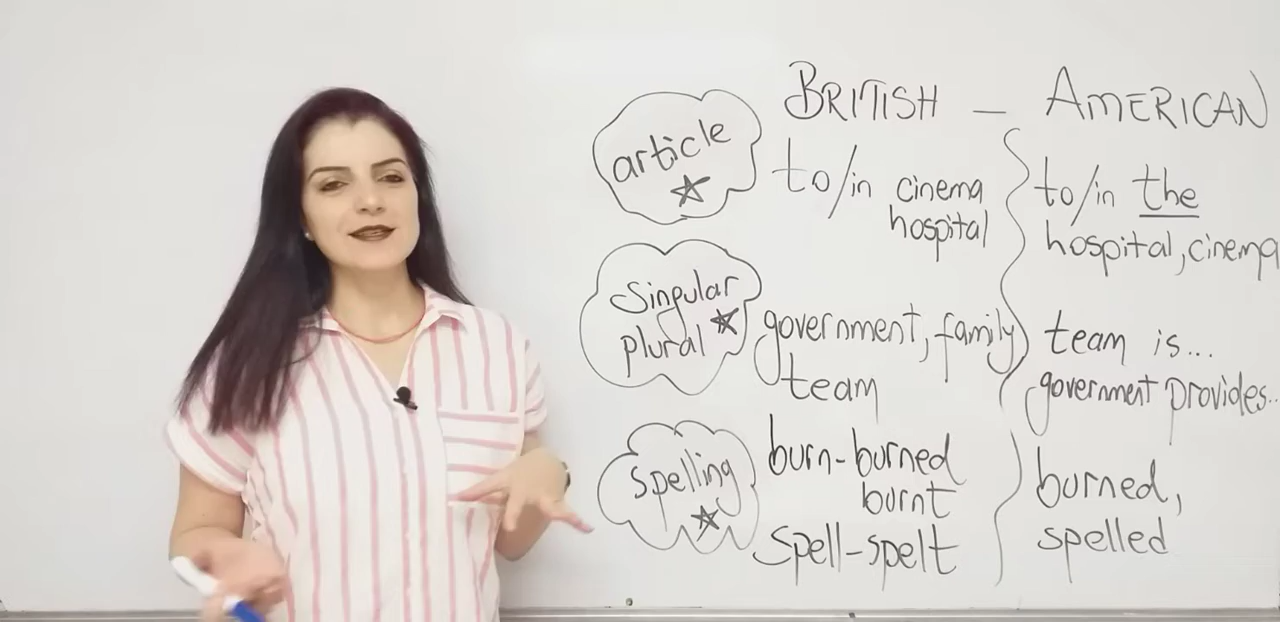 BRITISH – AMERICAN
article
to/in cinema
hospital
to/in the
hospital, cinema
Singular
plural
government, family
team
team is...
government provides...
spelling
burn-burned
burnt
spell-spelt
burned,
spelled